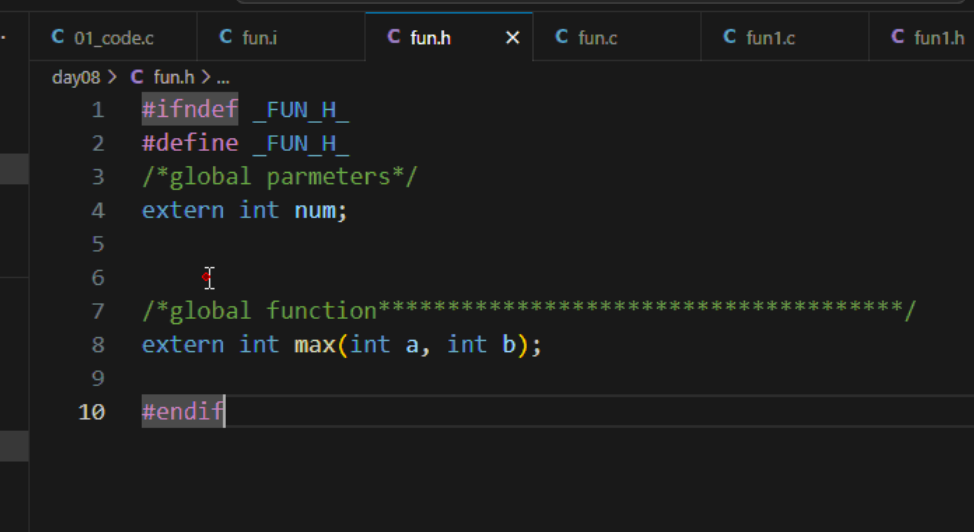 C 01_code.c C fun.i C fun.h × C fun.c C fun1.c C fun1.h
day08 > C fun.h > ...
1 #ifndef _FUN_H_
2 #define _FUN_H_
3 /*global parmeters*/
4 extern int num;
5
6
7 /*global function**************************************/
8 extern int max(int a, int b);
9
10 #endif